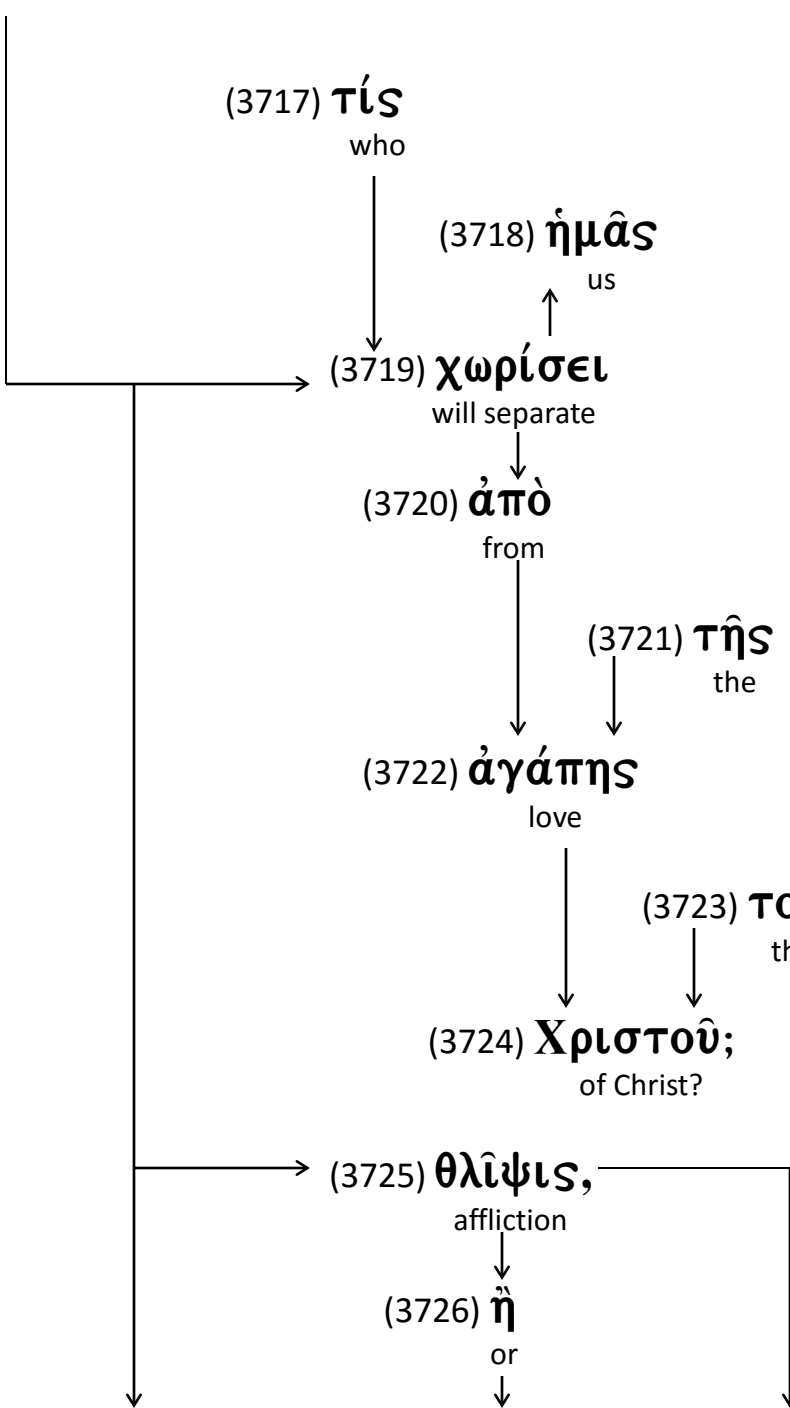 (3717) τίς
who
(3718) ἡμᾶς
us
(3719) χωρίσει
will separate
(3720) ἀπὸ
from
(3721) τῆς
the
(3722) ἀγάπης
love
(3723)
(3724) Χριστοῦ;
of Christ?
(3725) θλῖψις,
affliction
(3726) ἢ
or